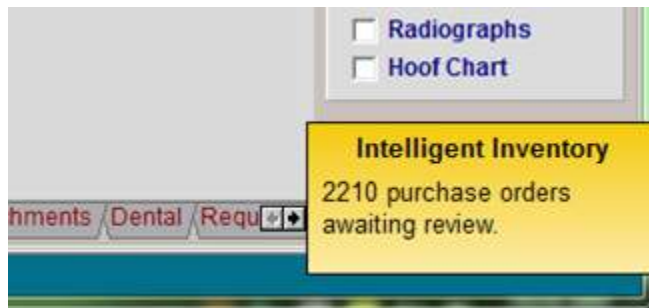 Radiographs
Hoof Chart
Intelligent Inventory
2210 purchase orders
awaiting review.
hments Dental Requ